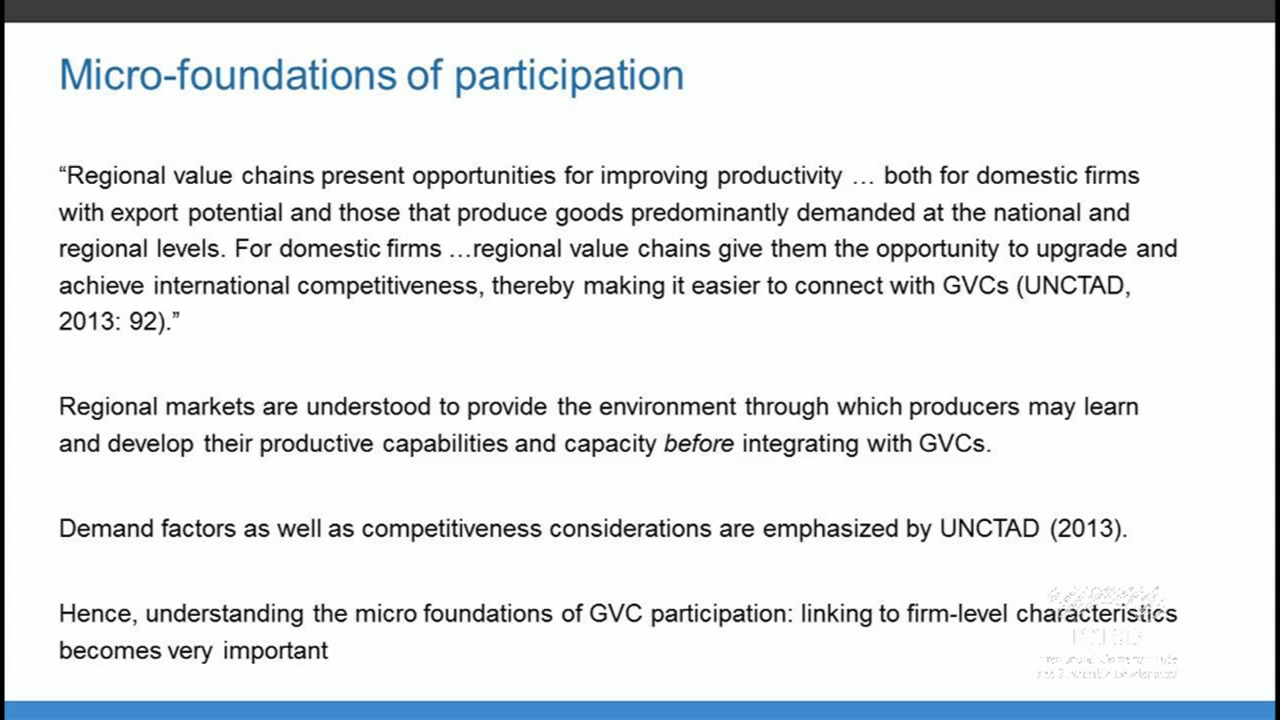 Micro-foundations of participation
“Regional value chains present opportunities for improving productivity … both for domestic firms
with export potential and those that produce goods predominantly demanded at the national and
regional levels. For domestic firms …regional value chains give them the opportunity to upgrade and
achieve international competitiveness, thereby making it easier to connect with GVCs (UNCTAD,
2013: 92).”
Regional markets are understood to provide the environment through which producers may learn
and develop their productive capabilities and capacity before integrating with GVCs.
Demand factors as well as competitiveness considerations are emphasized by UNCTAD (2013).
Hence, understanding the micro foundations of GVC participation: linking to firm-level characteristics
becomes very important